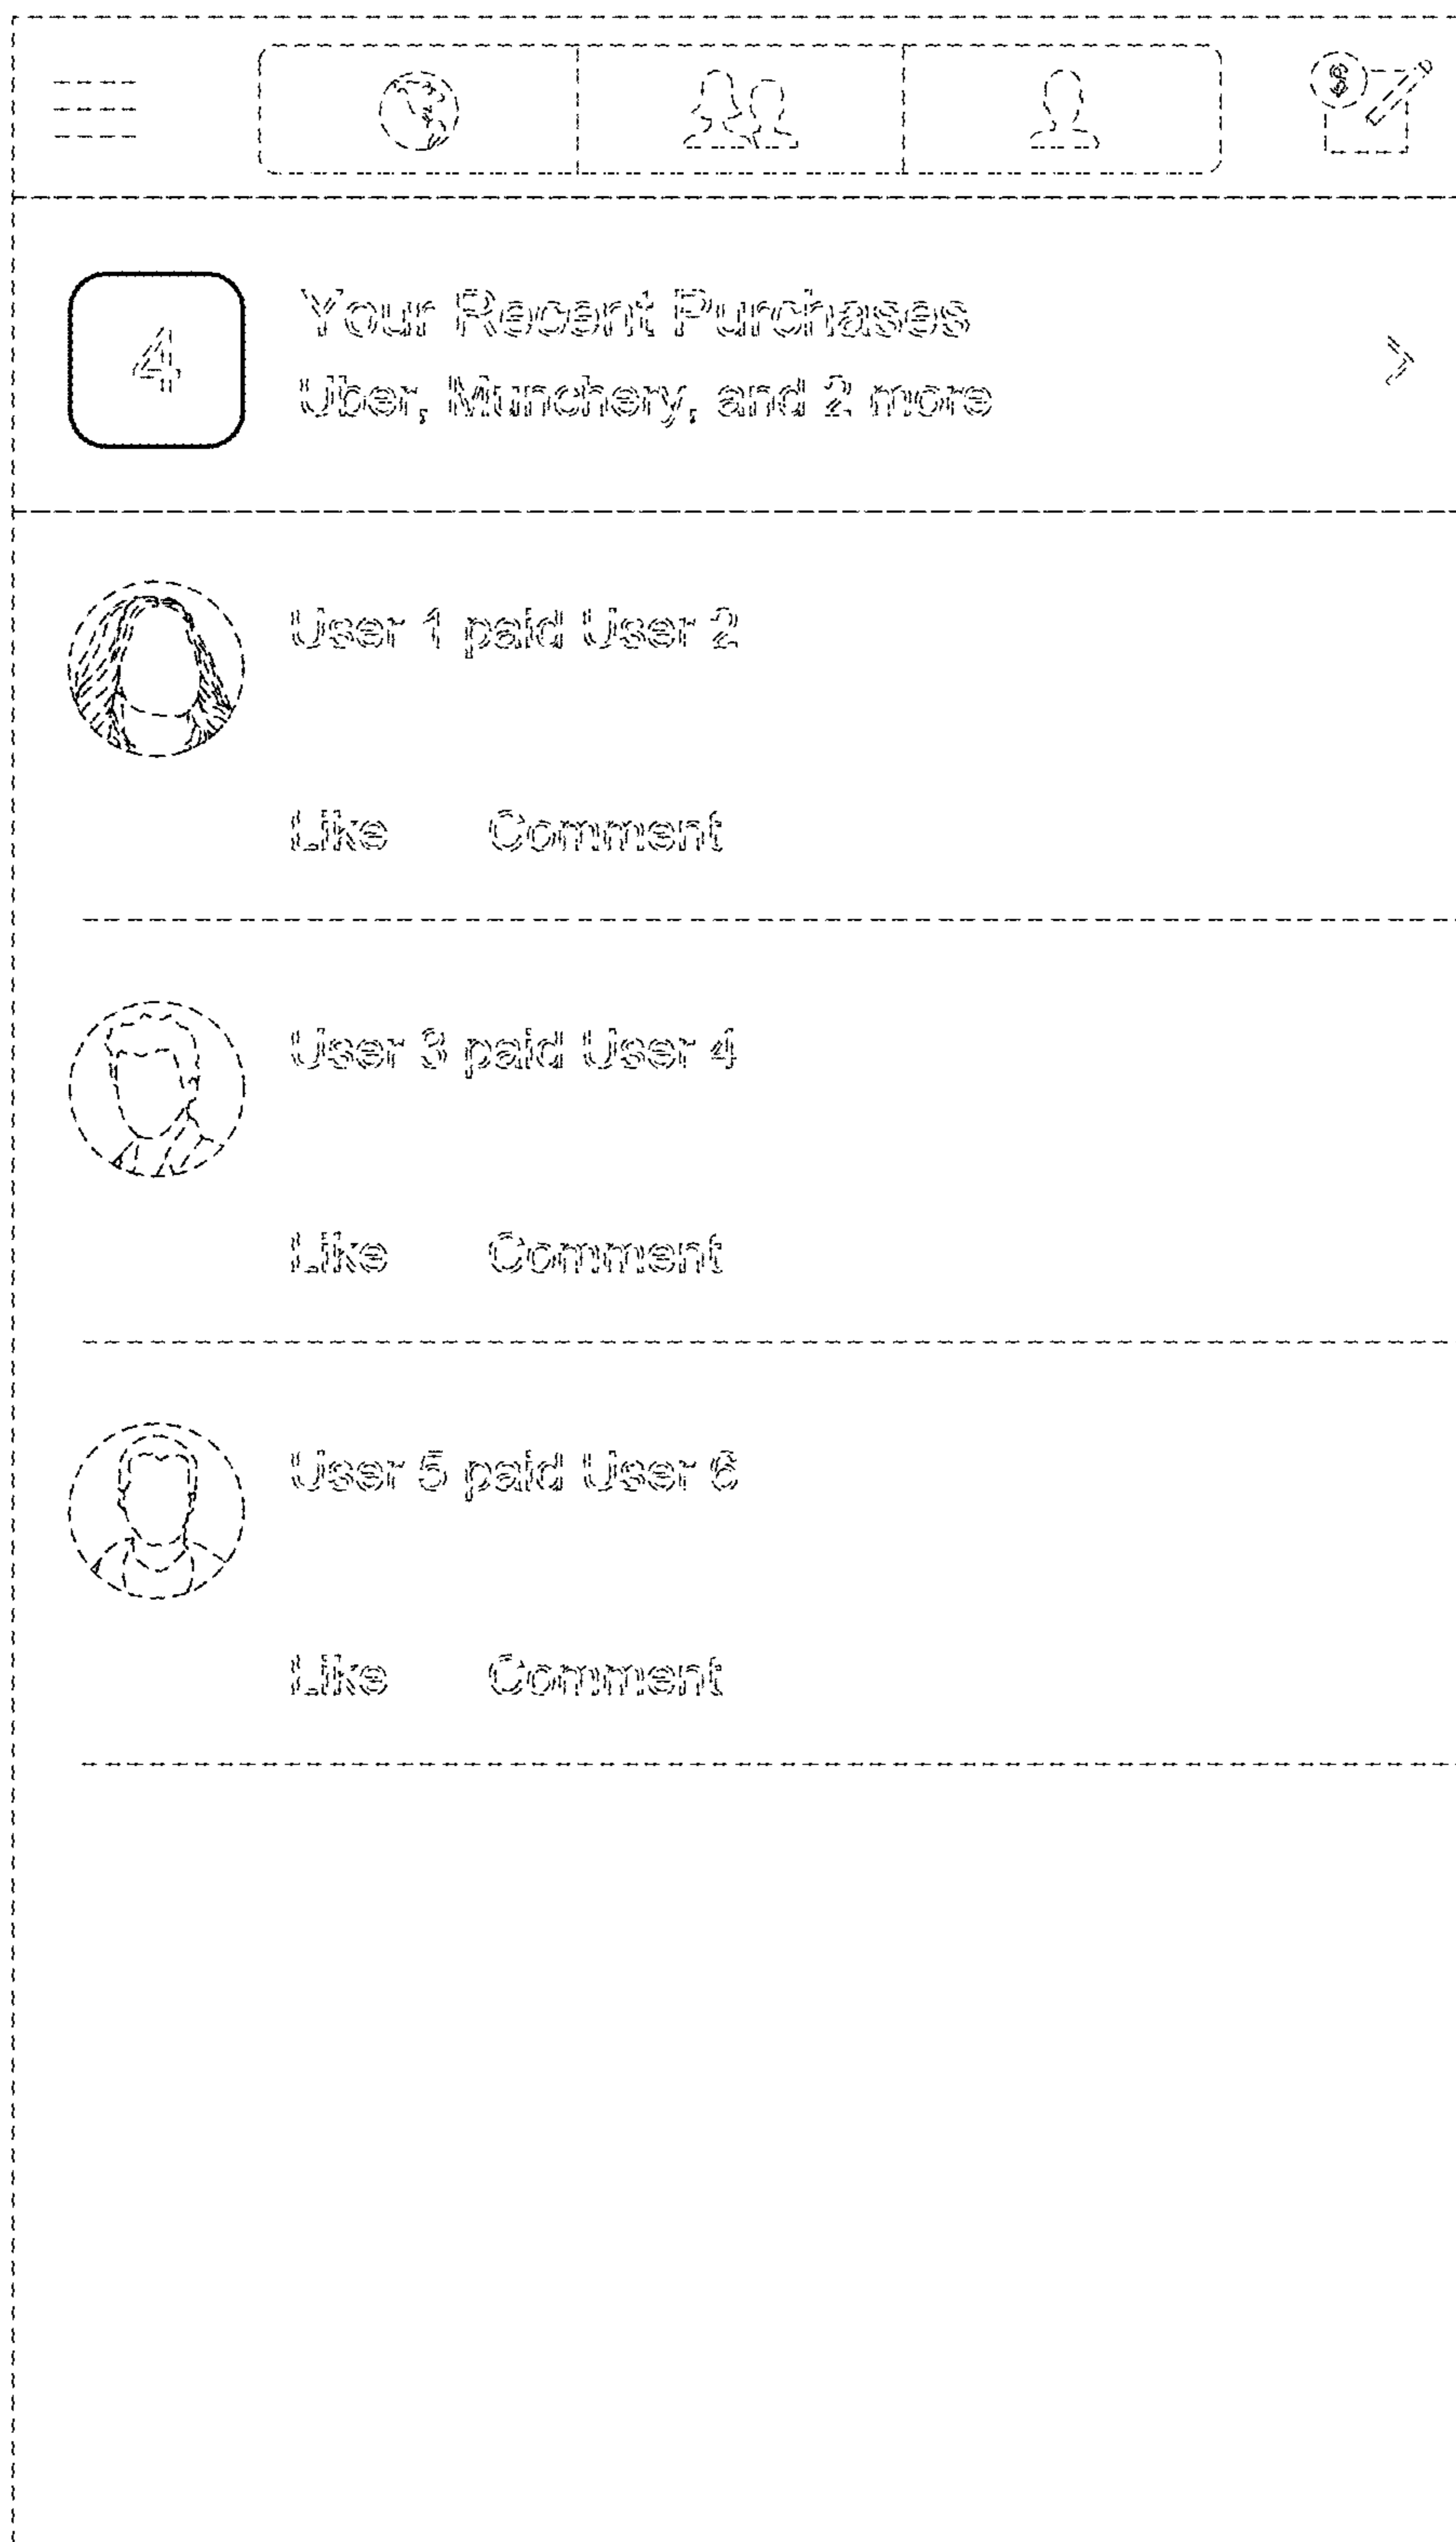 $
4
Your Recent Purchases
Uber, Munchery, and 2 more
User 1 paid User 2
Like Comment
User 3 paid User 4
Like Comment
User 5 paid User 6
Like Comment